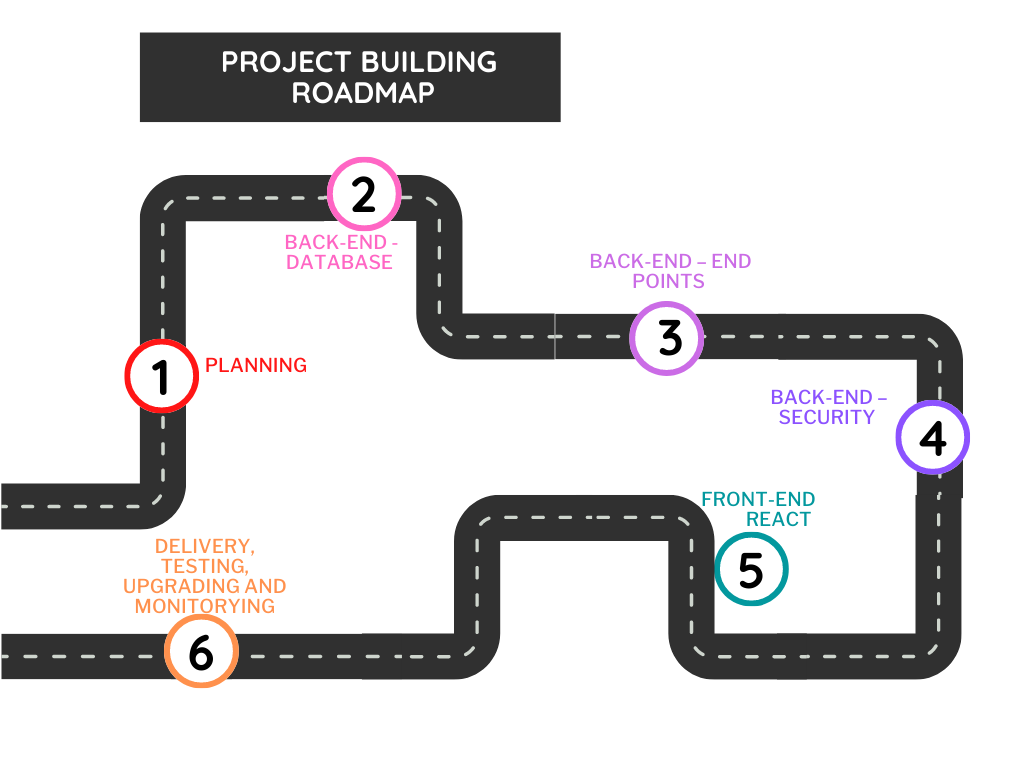 PROJECT BUILDING
ROADMAP
2
BACK-END -
DATABASE
BACK-END – END
POINTS
3
1
PLANNING
BACK-END –
SECURITY
4
FRONT-END
REACT
5
DELIVERY,
TESTING,
UPGRADING AND
MONITORYING
6